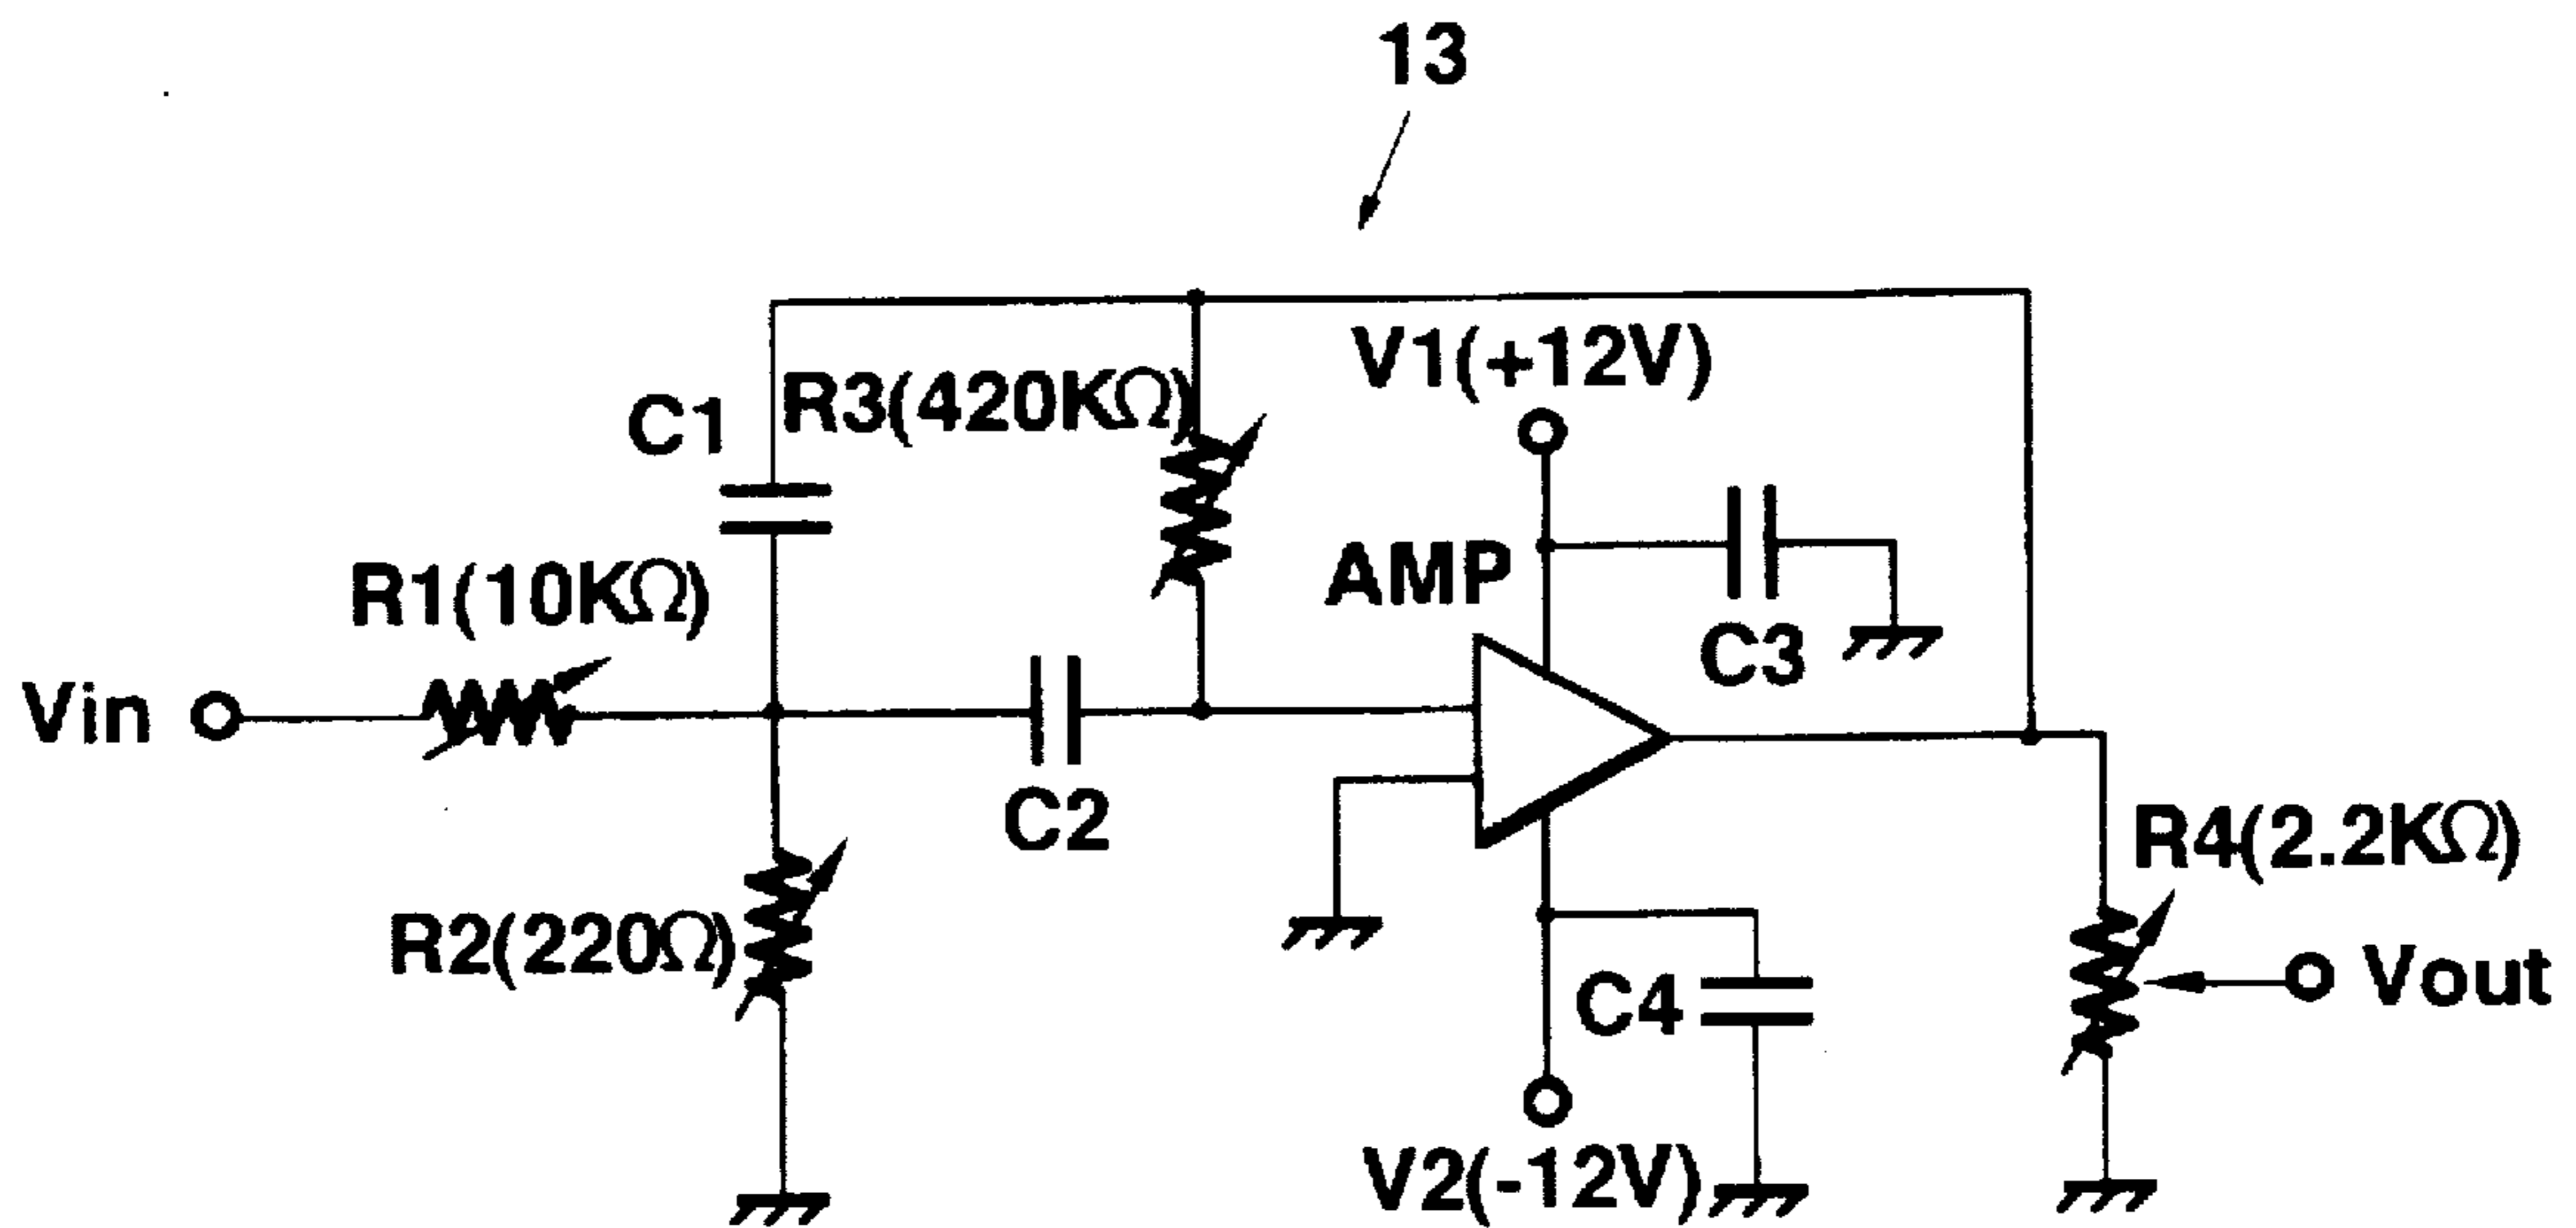 13
V1(+12V)
R3(420KΩ)
C1
AMP
R1(10KΩ)
C3
Vin
C2
R4(2.2KΩ)
R2(220Ω)
Vout
C4
V2(-12V)